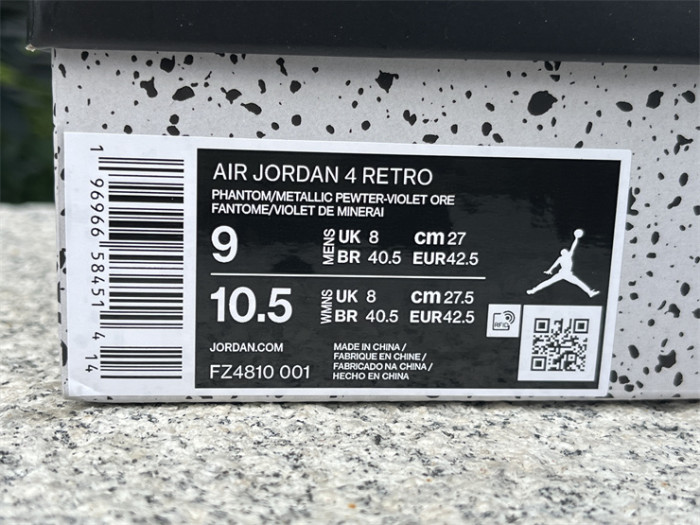 AIR JORDAN 4 RETRO
PHANTOM/METALLIC PEWTER-VIOLET ORE
FANTOME/VIOLET DE MINERAI
9 MENS UK 8 cm 27
BR 40.5 EUR 42.5
10.5 WMNS UK 8 cm 27.5
BR 40.5 EUR 42.5
JORDAN.COM
FZ4810 001
MADE IN CHINA /
FABRIQUE EN CHINE /
FABRICADO NA CHINA /
HECHO EN CHINA
RFID
1 96966 58451 4 14